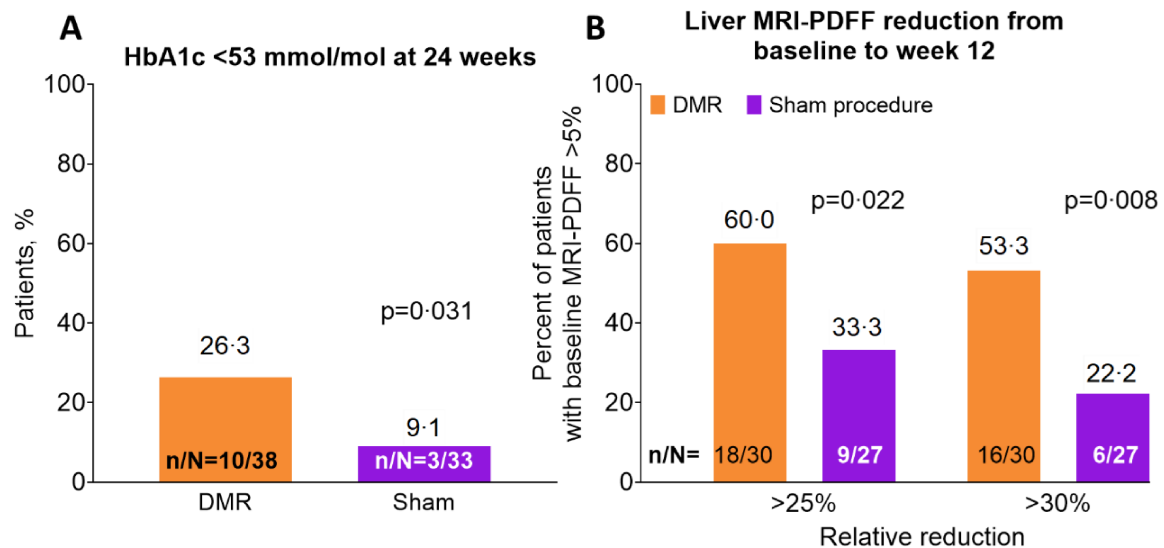 A
HbA1c <53 mmol/mol at 24 weeks
Patients, %
100
80
60
40
20
0
26·3
p=0·031
9·1
n/N=10/38
n/N=3/33
DMR
Sham
B
Liver MRI-PDFF reduction from
baseline to week 12
Percent of patients
with baseline MRI-PDFF >5%
100
80
60
40
20
0
DMR
Sham procedure
p=0·022
p=0·008
60·0
53·3
33·3
22·2
n/N=
18/30
9/27
16/30
6/27
>25%
>30%
Relative reduction